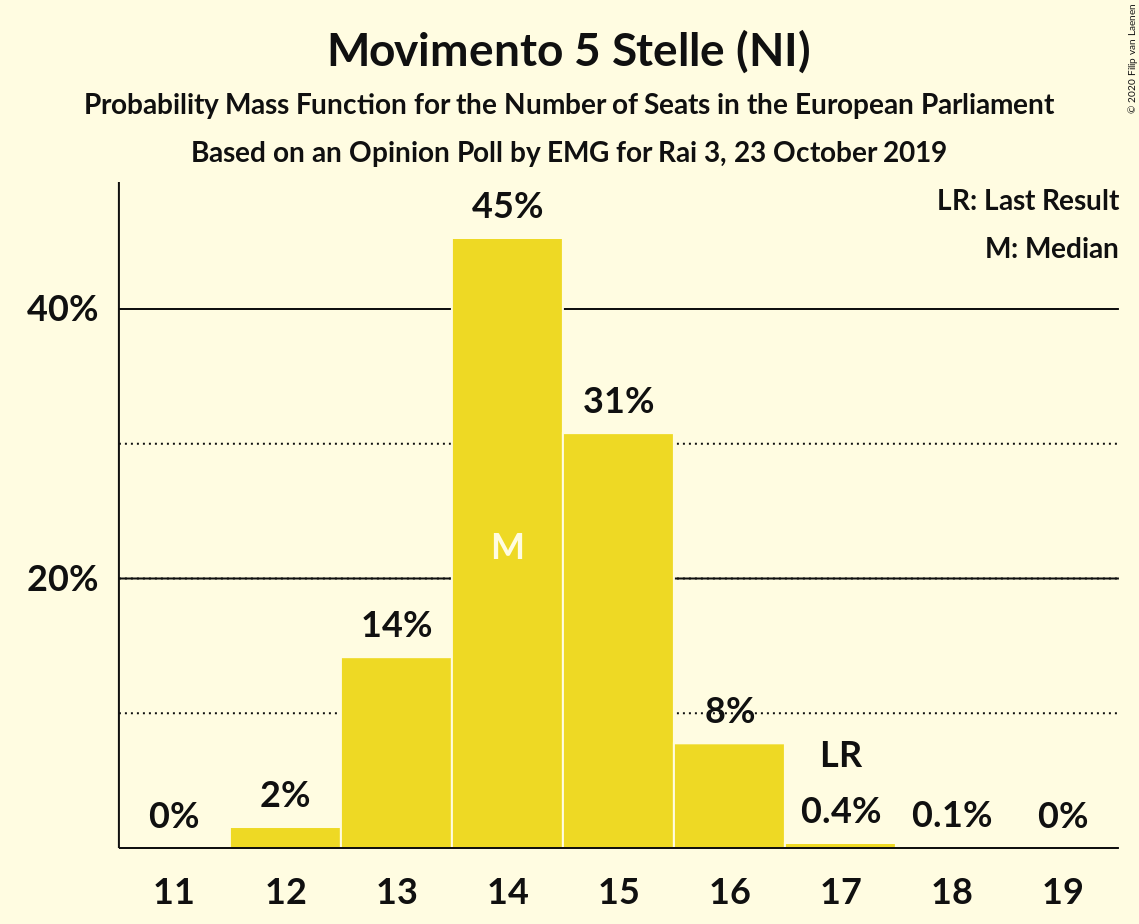 Movimento 5 Stelle (NI)
Probability Mass Function for the Number of Seats in the European Parliament
Based on an Opinion Poll by EMG for Rai 3, 23 October 2019
© 2020 Filip van Laenen
LR: Last Result
M: Median
45%
40%
31%
M
20%
14%
8%
LR
0%
2%
0.4%
0.1%
0%
11 12 13 14 15 16 17 18 19